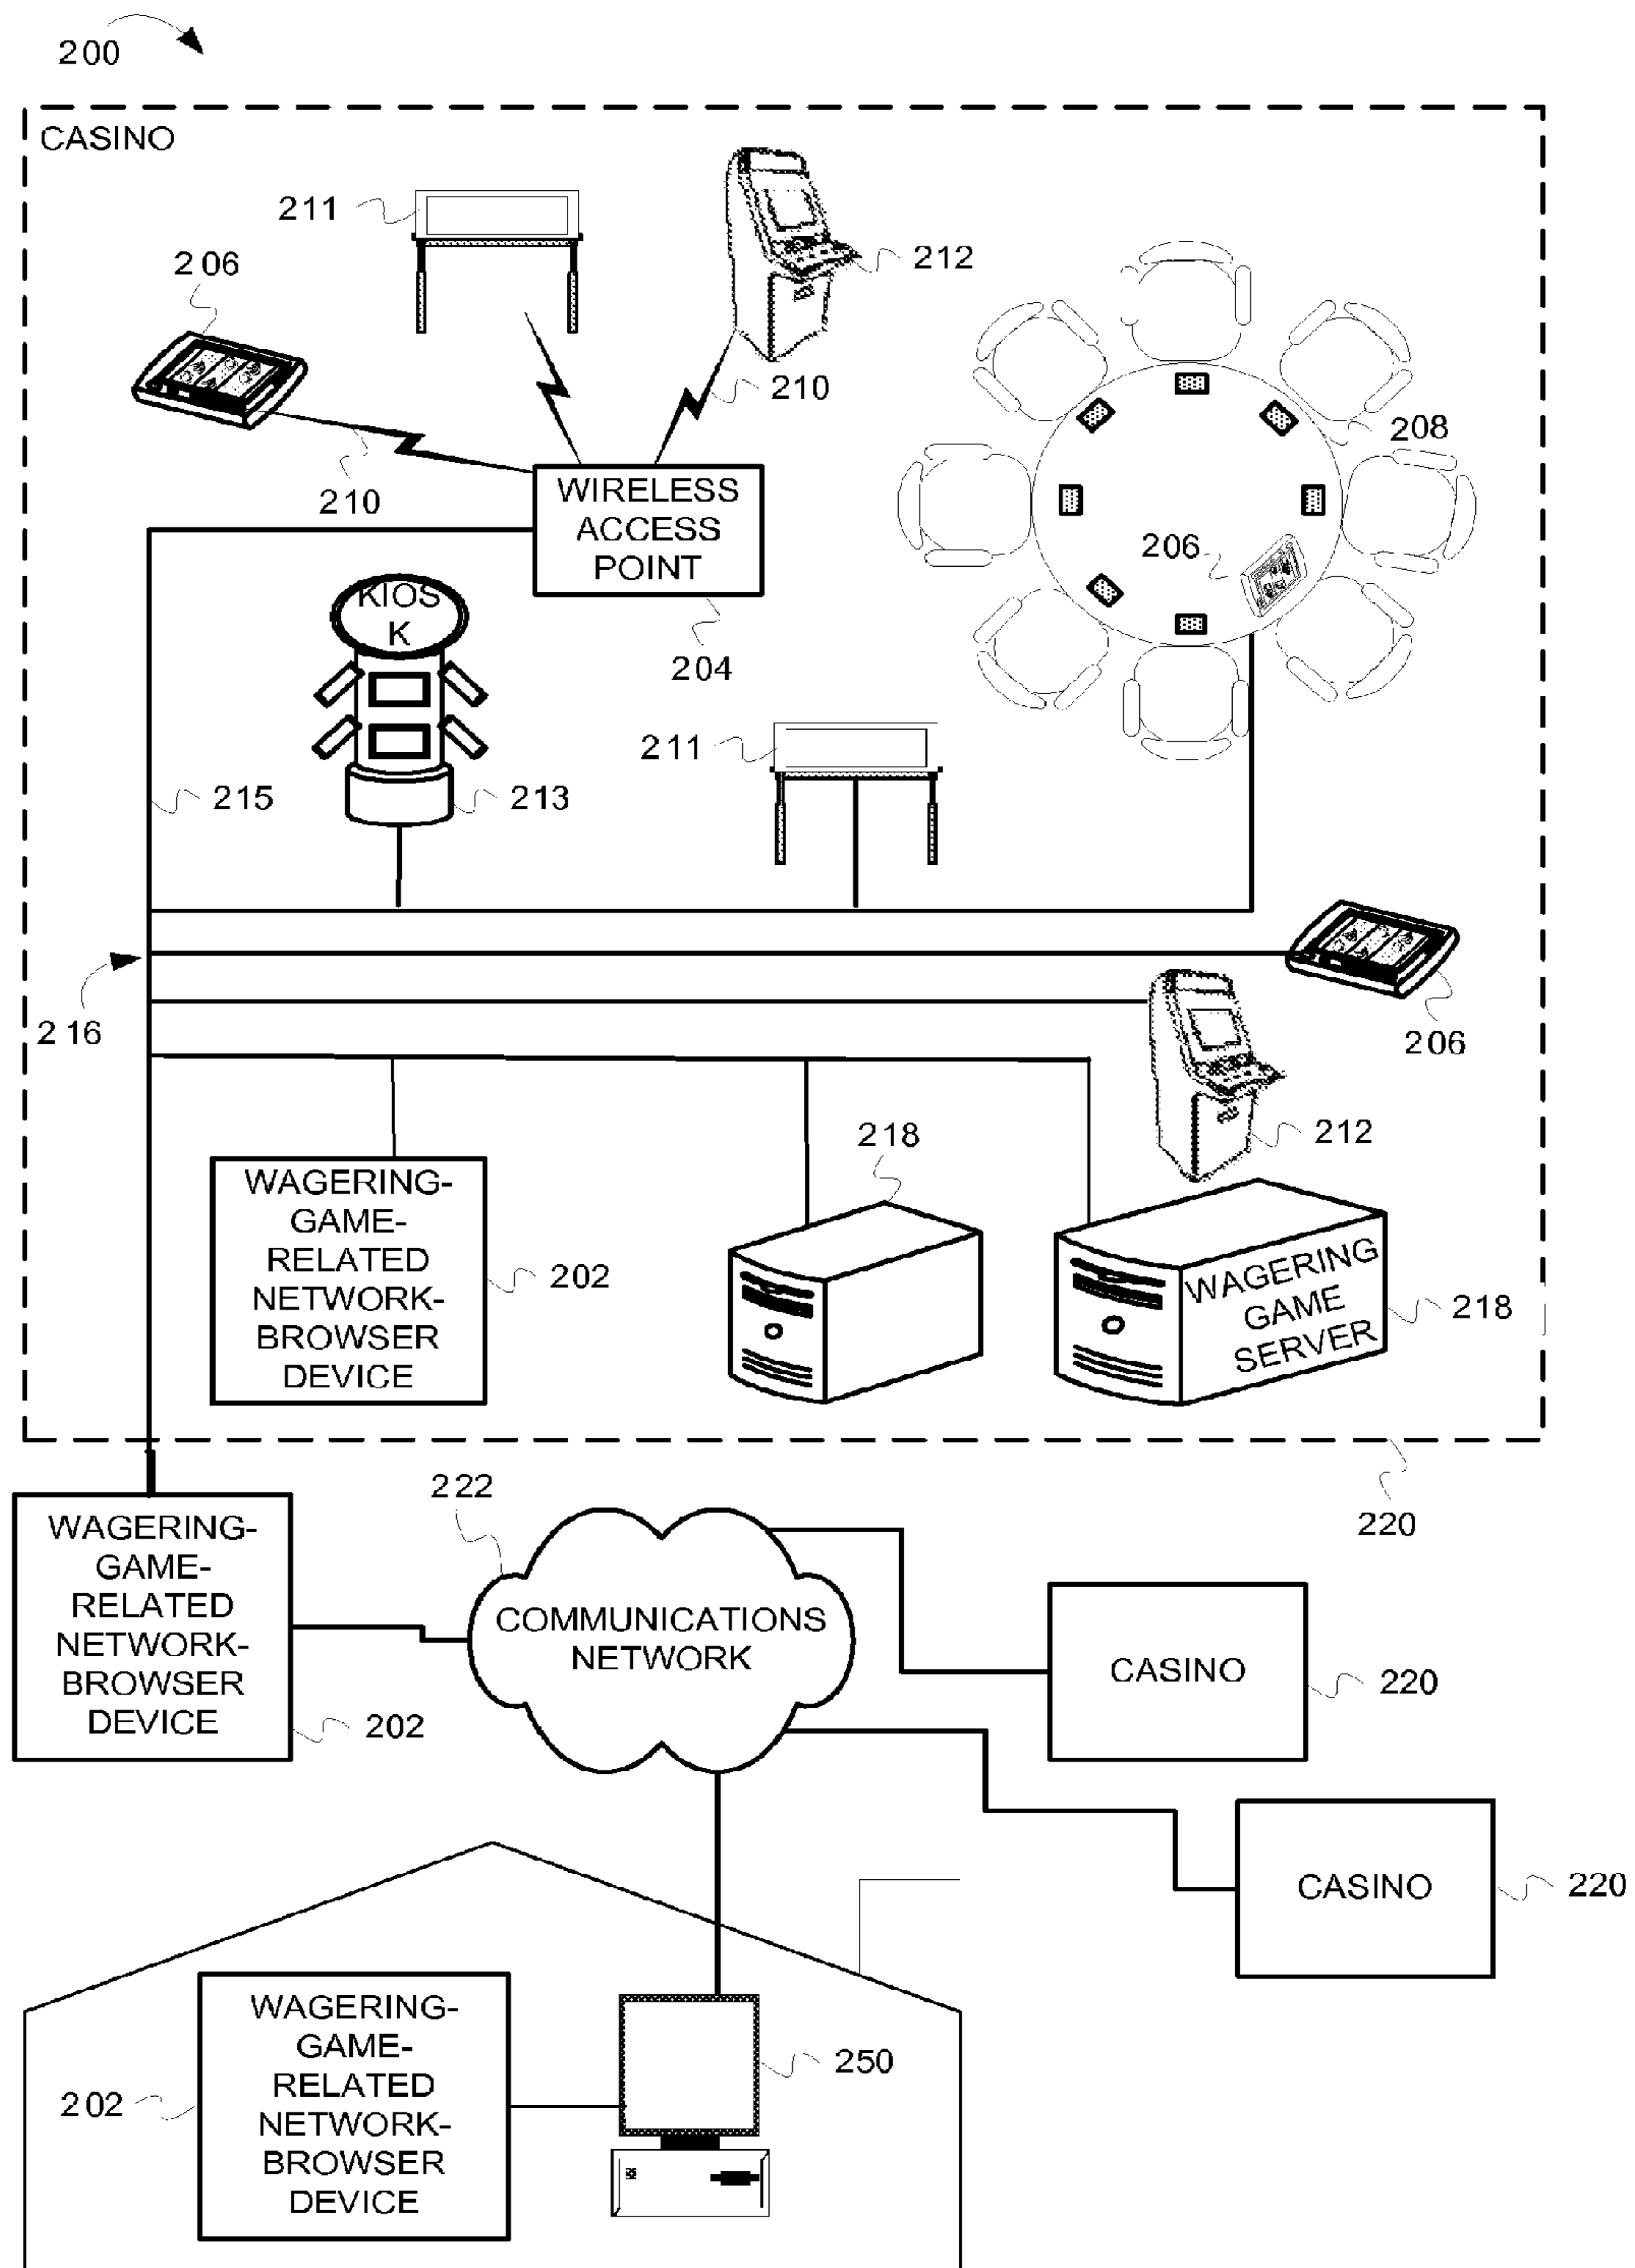 200
CASINO
211
212
206
210
208
210
WIRELESS
ACCESS
POINT
206
KIOS
K
204
211
215
213
216
206
212
218
WAGERING-
GAME-
RELATED
NETWORK-
BROWSER
DEVICE
202
WAGERING
GAME
SERVER
218
220
222
WAGERING-
GAME-
RELATED
NETWORK-
BROWSER
DEVICE
202
COMMUNICATIONS
NETWORK
CASINO
220
CASINO
220
WAGERING-
GAME-
RELATED
NETWORK-
BROWSER
DEVICE
202
250